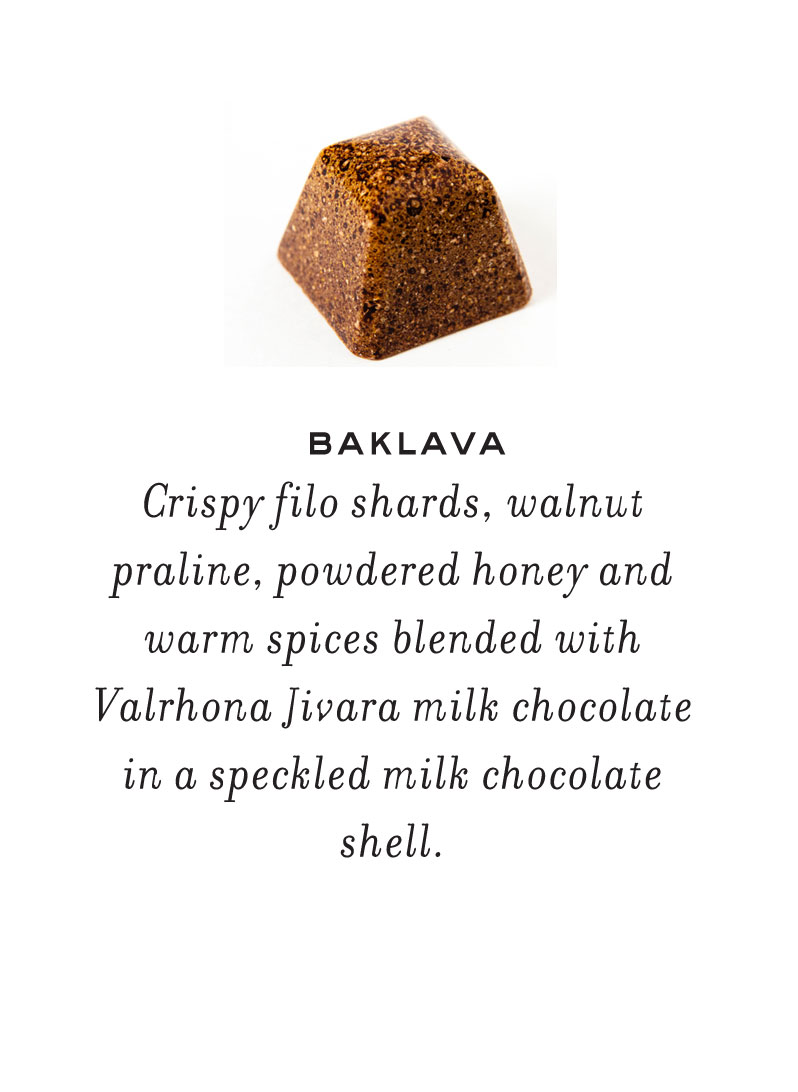 BAKLAVA
Crispy filo shards, walnut
praline, powdered honey and
warm spices blended with
Valrhona Jivara milk chocolate
in a speckled milk chocolate
shell.